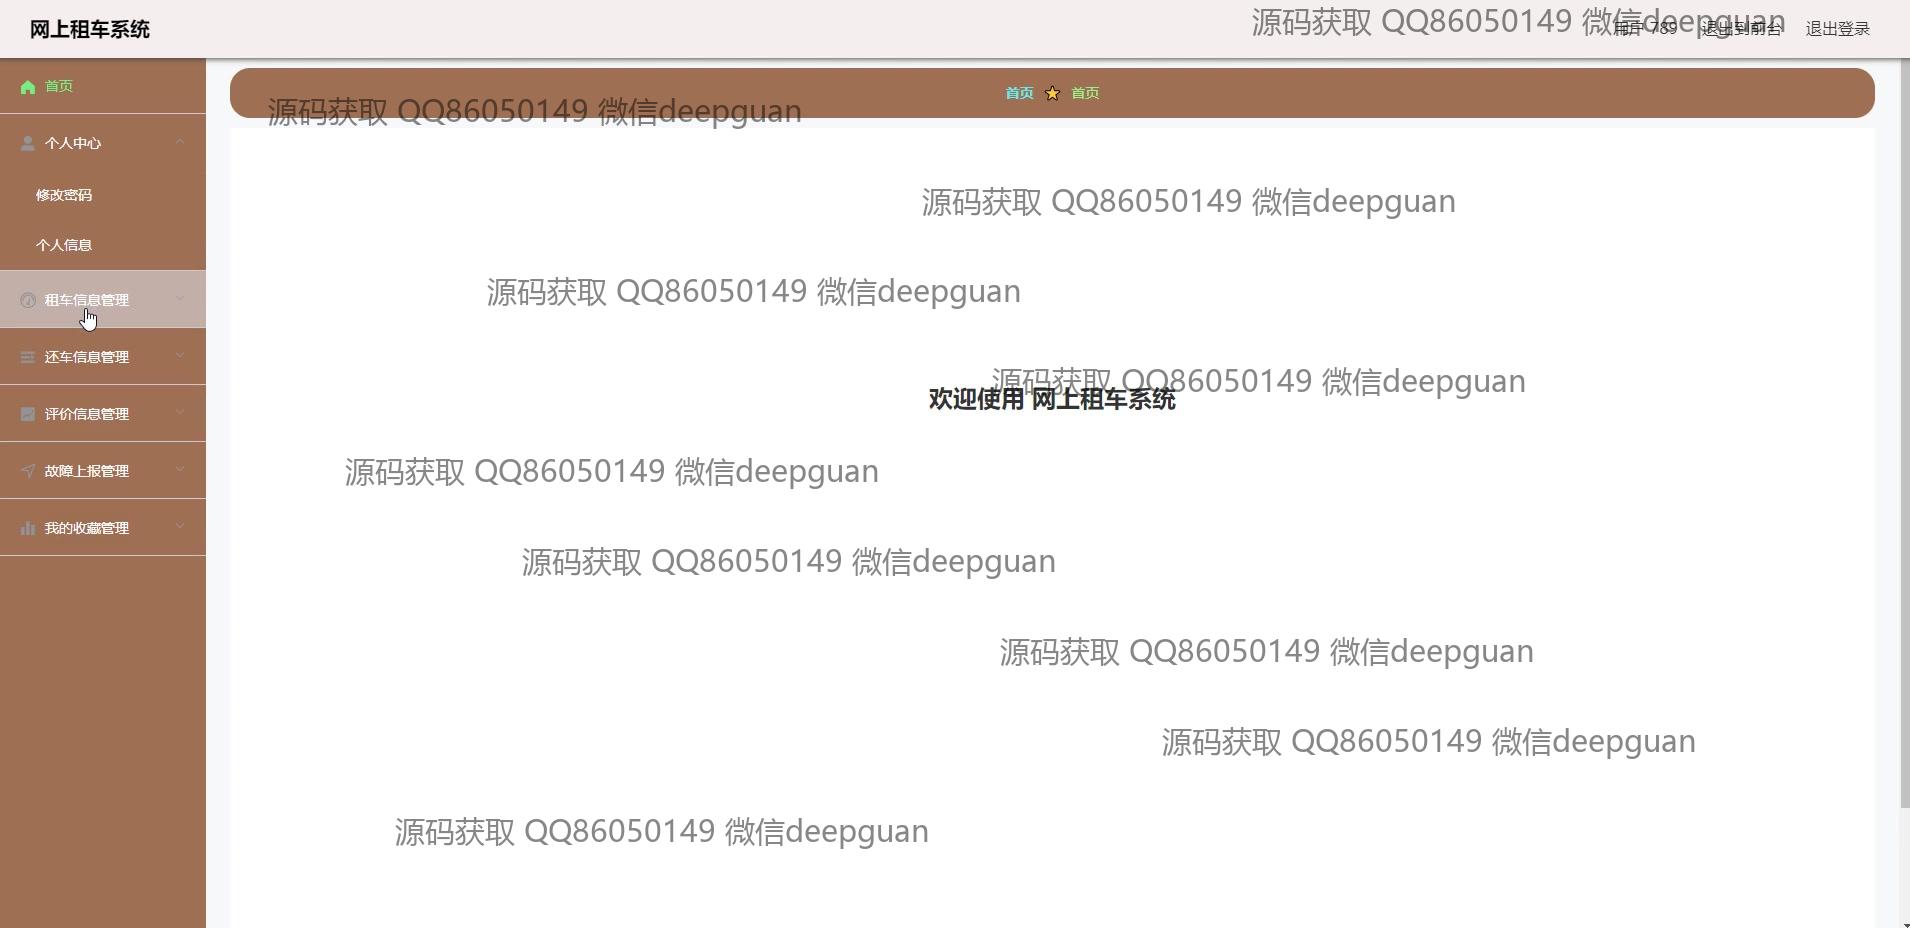 网上租车系统
源码获取 QQ86050149 微信deepguan
用户 789 退出到前台 退出登录
首页
首页 首页
源码获取 QQ86050149 微信deepguan
个人中心
修改密码
源码获取 QQ86050149 微信deepguan
个人信息
源码获取 QQ86050149 微信deepguan
租车信息管理
还车信息管理
源码获取 QQ86050149 微信deepguan
欢迎使用 网上租车系统
评价信息管理
故障上报管理
源码获取 QQ86050149 微信deepguan
我的收藏管理
源码获取 QQ86050149 微信deepguan
源码获取 QQ86050149 微信deepguan
源码获取 QQ86050149 微信deepguan
源码获取 QQ86050149 微信deepguan